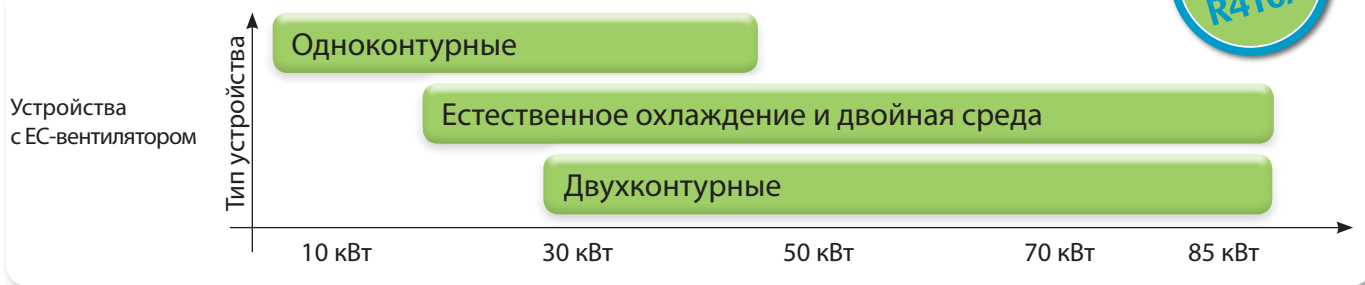 R410A
Одноконтурные
Тип устройства
Устройства
с ЕС-вентилятором
Естественное охлаждение и двойная среда
Двухконтурные
10 кВт 30 кВт 50 кВт 70 кВт 85 кВт